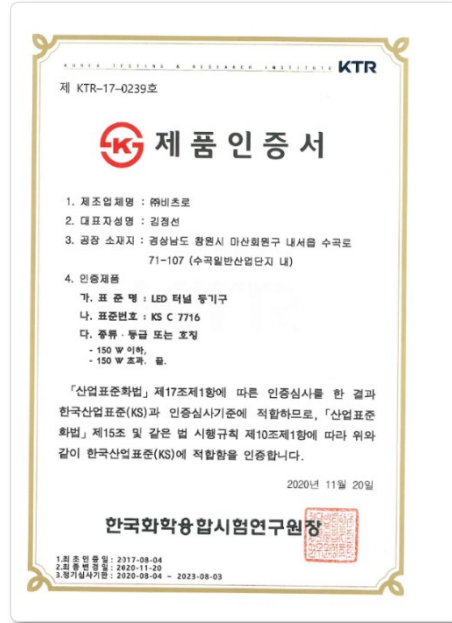 KOREA TESTING & RESEARCH INSTITUTE KTR
제 KTR-17-0239호
제품인증서
1. 제조업체명 : ㈜비츠로
2. 대표자성명 : 김정선
3. 공장 소재지 : 경상남도 창원시 마산회원구 내서읍 수곡로
71-107 (수곡일반산업단지 내)
4. 인증제품
가. 표 준 명 : LED 터널 등기구
나. 표준번호 : KS C 7716
다. 종류·등급 또는 호칭
- 150 W 이하,
- 150 W 초과. 끝.
「산업표준화법」제17조제1항에 따른 인증심사를 한 결과
한국산업표준(KS)과 인증심사기준에 적합하므로,「산업표준
화법」제15조 및 같은 법 시행규칙 제10조제1항에 따라 위와
같이 한국산업표준(KS)에 적합함을 인증합니다.
2020년 11월 20일
한국화학융합시험연구원장
1.최초인증일: 2017-08-04
2.최종변경일: 2020-11-20
3.정기심사기한: 2020-08-04 ~ 2023-08-03